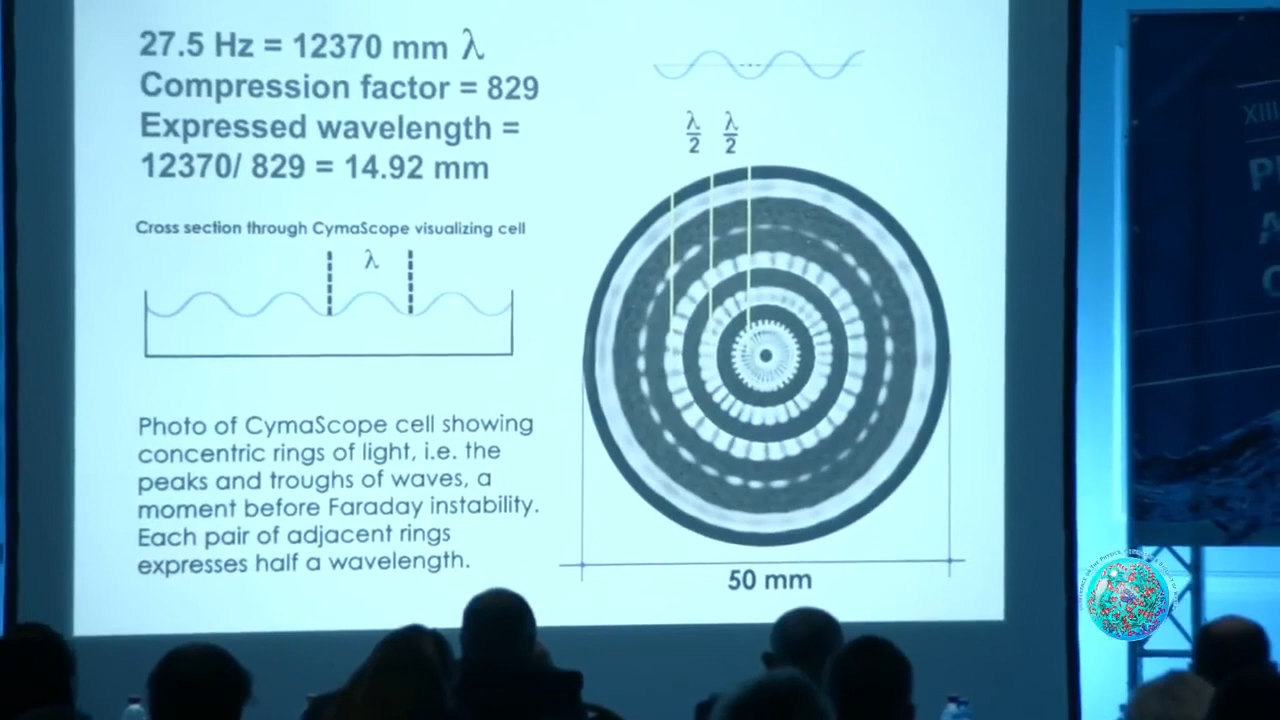 27.5 Hz = 12370 mm λ
Compression factor = 829
Expressed wavelength =
12370/ 829 = 14.92 mm
λ/2 λ/2
Cross section through CymaScope visualizing cell
λ
Photo of CymaScope cell showing
concentric rings of light, i.e. the
peaks and troughs of waves, a
moment before Faraday instability.
Each pair of adjacent rings
expresses half a wavelength.
50 mm
XIII